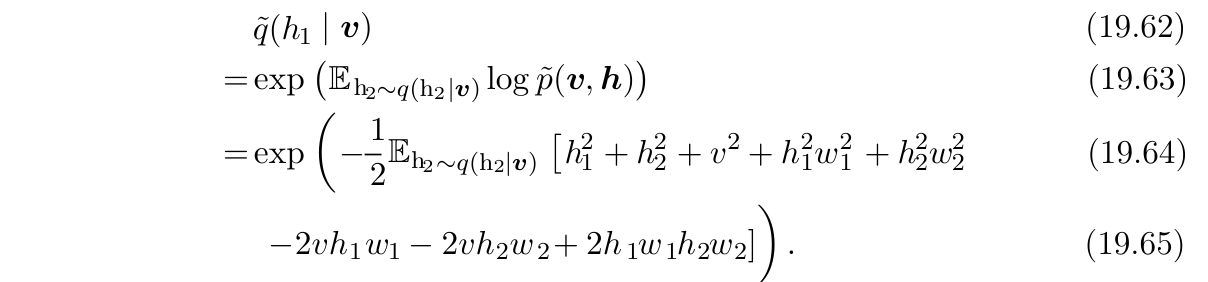 q̃(h₁ | v) (19.62)
= exp (𝔼_{h₂∼q(h₂|v)} log p̃(v, h)) (19.63)
= exp ( −½ 𝔼_{h₂∼q(h₂|v)} [h₁² + h₂² + v² + h₁²w₁² + h₂²w₂² (19.64)
−2vh₁w₁ − 2vh₂w₂ + 2h₁w₁h₂w₂] ) . (19.65)